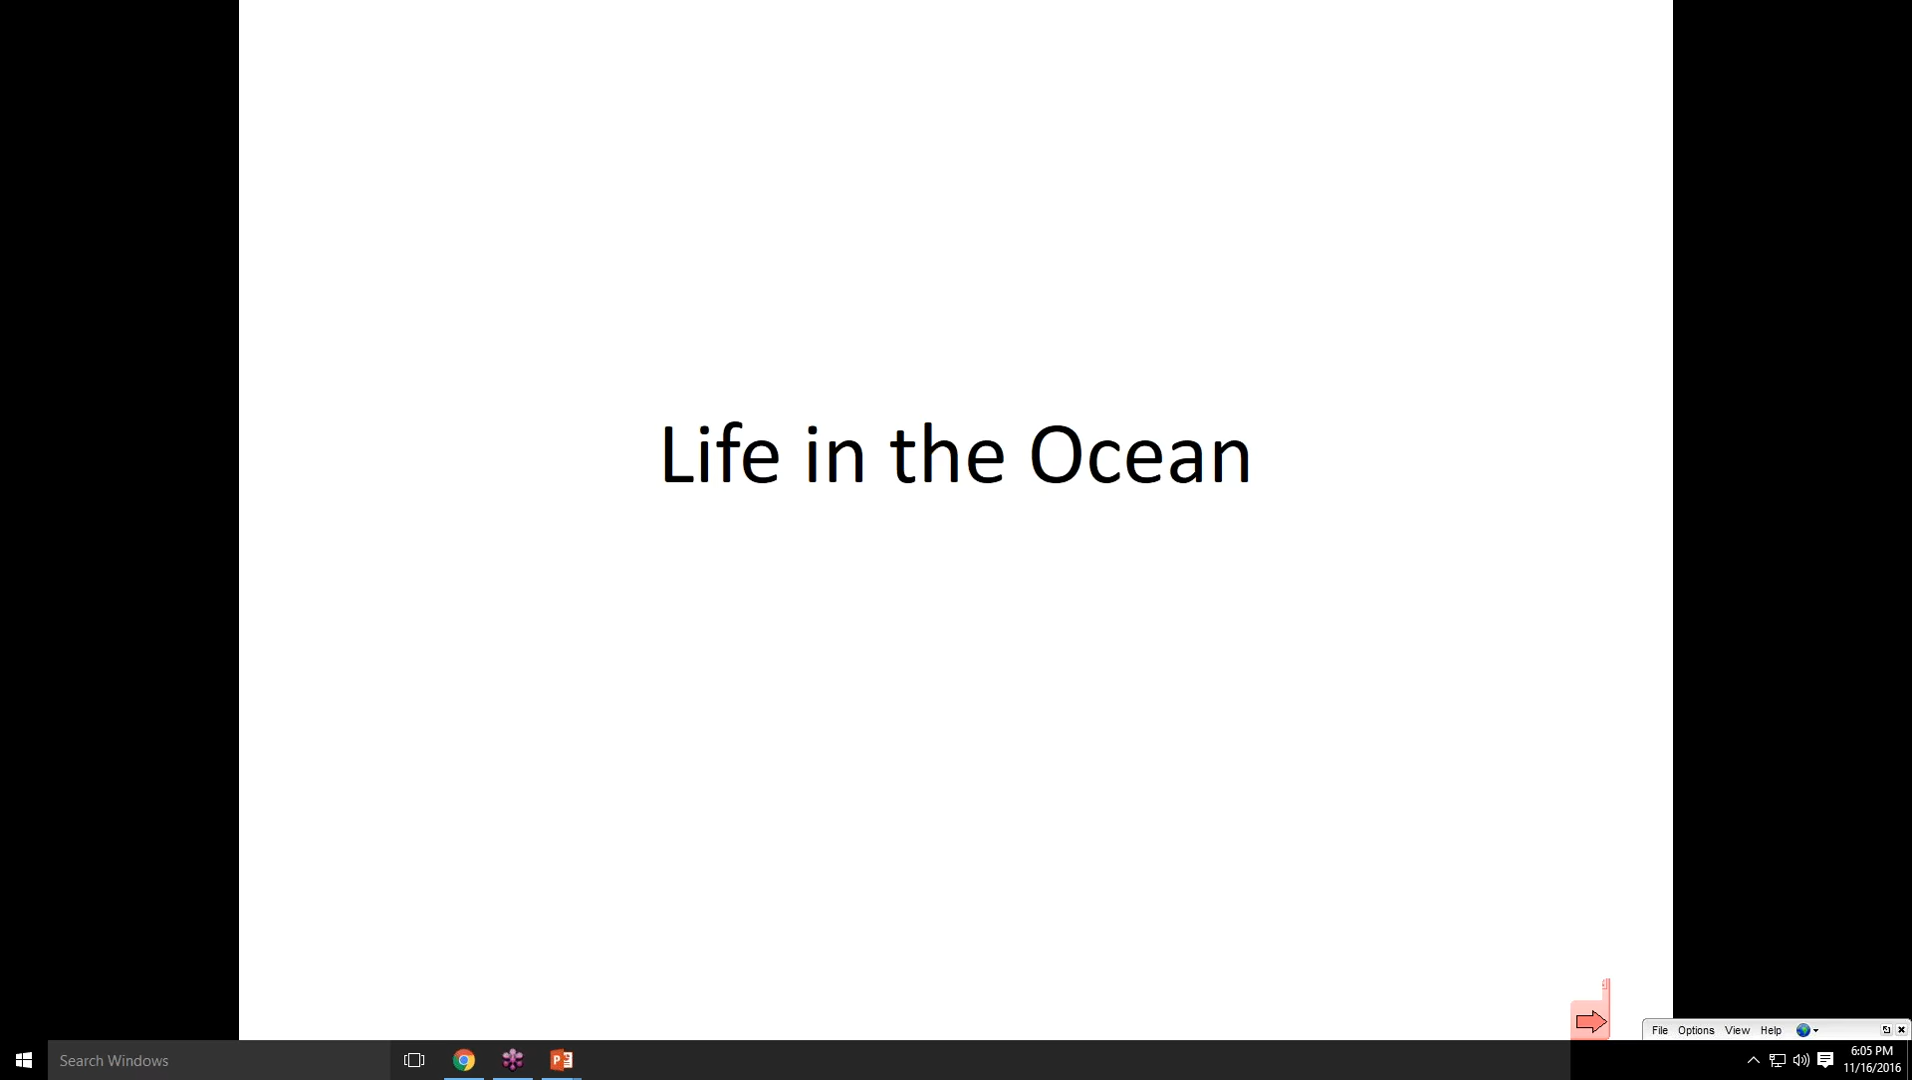 Life in the Ocean
File Options View Help
Search Windows
6:05 PM
11/16/2016